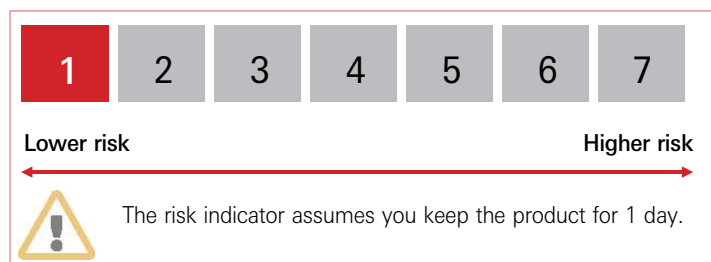 1 2 3 4 5 6 7
Lower risk Higher risk
The risk indicator assumes you keep the product for 1 day.